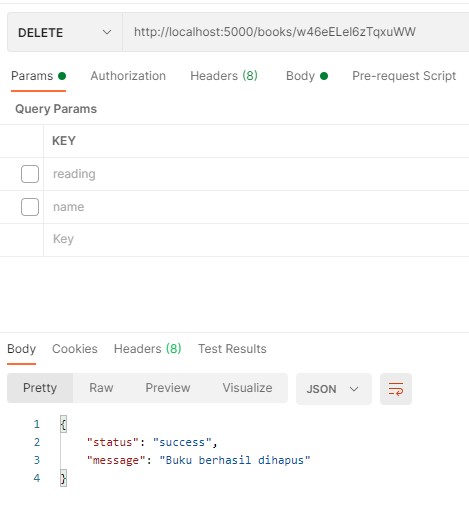 DELETE http://localhost:5000/books/w46eELel6zTqxuWW
Params Authorization Headers (8) Body Pre-request Script
Query Params
KEY
reading
name
Key
Body Cookies Headers (8) Test Results
Pretty Raw Preview Visualize JSON
1 {
2 "status": "success",
3 "message": "Buku berhasil dihapus"
4 }